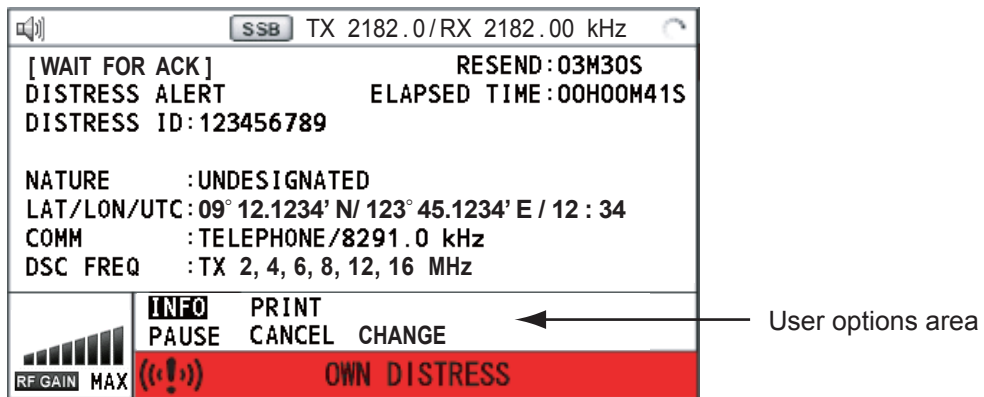 SSB TX 2182.0/RX 2182.00 kHz
[WAIT FOR ACK] RESEND:03M30S
DISTRESS ALERT ELAPSED TIME:00H00M41S
DISTRESS ID:123456789
NATURE :UNDESIGNATED
LAT/LON/UTC:09° 12.1234' N/ 123° 45.1234' E / 12 : 34
COMM :TELEPHONE/8291.0 kHz
DSC FREQ :TX 2, 4, 6, 8, 12, 16 MHz
INFO PRINT
PAUSE CANCEL CHANGE
User options area
RF GAIN MAX ((!)) OWN DISTRESS